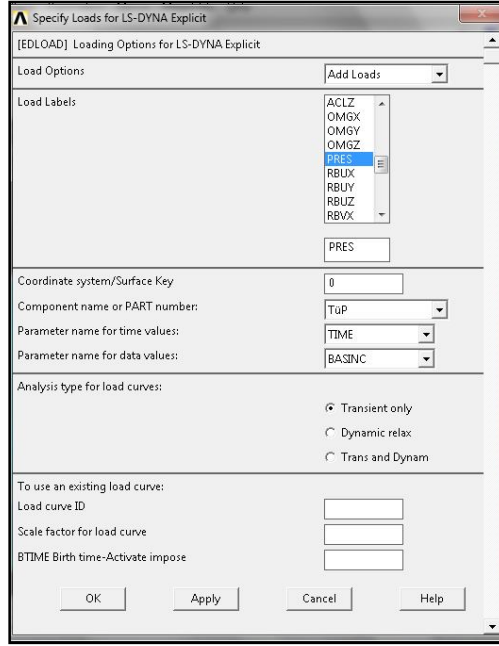 Specify Loads for LS-DYNA Explicit
[EDLOAD] Loading Options for LS-DYNA Explicit
Load Options
Add Loads
Load Labels
ACLZ
OMGX
OMGY
OMGZ
PRES
RBUX
RBUY
RBUZ
RBVX
PRES
Coordinate system/Surface Key
0
Component name or PART number:
TüP
Parameter name for time values:
TIME
Parameter name for data values:
BASINC
Analysis type for load curves:
Transient only
Dynamic relax
Trans and Dynam
To use an existing load curve:
Load curve ID
Scale factor for load curve
BTIME Birth time-Activate impose
OK Apply Cancel Help